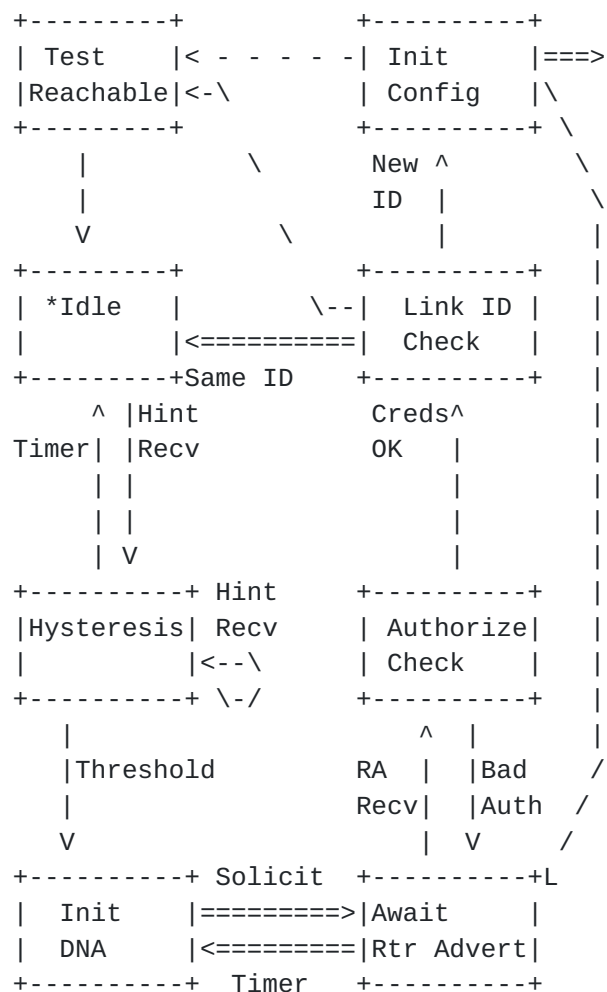 +---------+            +----------+
|  Test   |< - - - - -| Init     |===>
|Reachable|<-\        | Config   |\
+---------+            +----------+ \
    |          \       New ^         \
    |                  ID  |          \
    V            \         |          |
+---------+            +----------+   |
| *Idle   |         \--|  Link ID |   |
|         |<===========|  Check   |   |
+---------+Same ID     +----------+   |
     ^ |Hint           Creds^         |
Timer| |Recv           OK   |         |
     | |                    |         |
     | |                    |         |
     | V                    |         |
+----------+ Hint      +----------+   |
|Hysteresis| Recv      | Authorize|   |
|          |<--\       | Check    |   |
+----------+ \-/       +----------+   |
   |                       ^  |       |
   |Threshold          RA  |  |Bad    /
   |                   Recv|  |Auth  /
   V                       |  V     /
+----------+ Solicit   +----------+L
|  Init    |=========>|Await     |
|  DNA     |<=========|Rtr Advert|
+----------+  Timer    +----------+